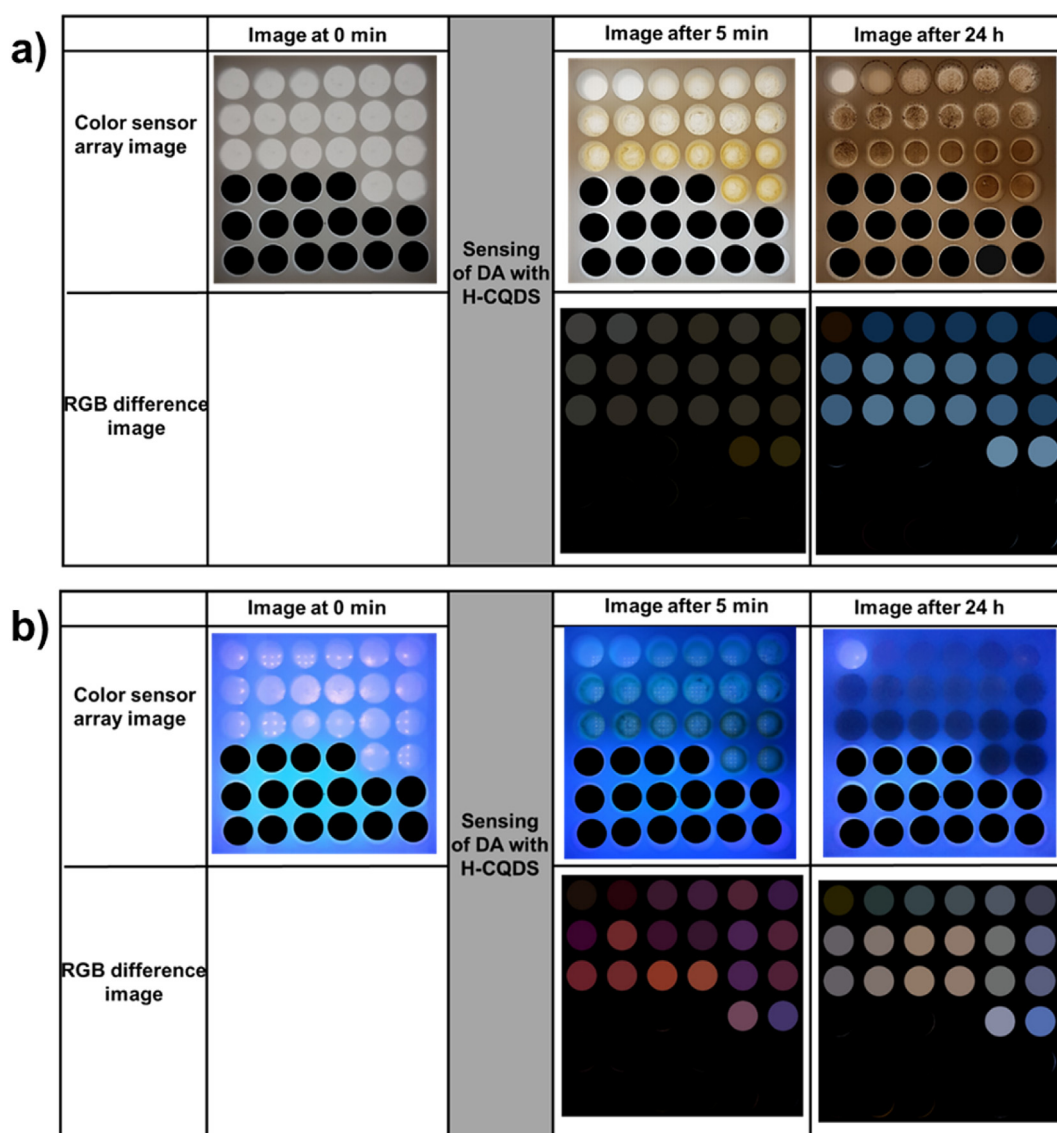 a)
Image at 0 min
Image after 5 min
Image after 24 h
Color sensor
array image
Sensing
of DA with
H-CQDS
RGB difference
image
b)
Image at 0 min
Image after 5 min
Image after 24 h
Color sensor
array image
Sensing
of DA with
H-CQDS
RGB difference
image